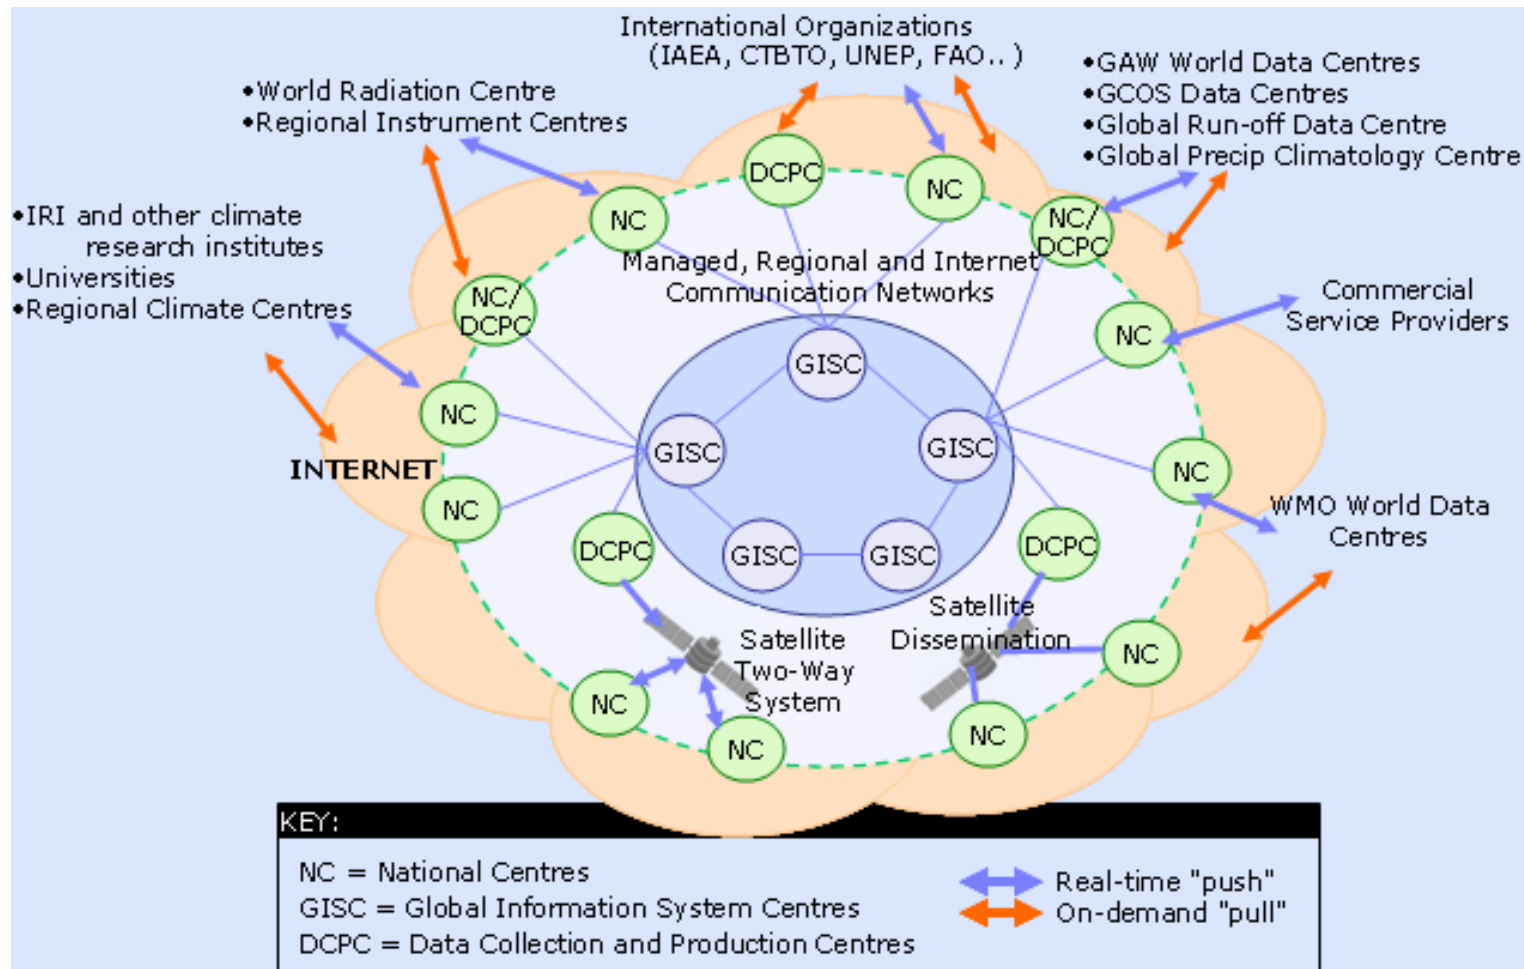 International Organizations
(IAEA, CTBTO, UNEP, FAO.. )
•World Radiation Centre
•Regional Instrument Centres
•GAW World Data Centres
•GCOS Data Centres
•Global Run-off Data Centre
•Global Precip Climatology Centre
•IRI and other climate
research institutes
•Universities
•Regional Climate Centres
DCPC
NC
NC
NC/
DCPC
Managed, Regional and Internet
Communication Networks
NC/
DCPC
Commercial
Service Providers
NC
GISC
NC
GISC
GISC
INTERNET
NC
NC
WMO World Data
Centres
DCPC
GISC
GISC
DCPC
Satellite
Dissemination
Satellite
Two-Way
System
NC
NC
NC
NC
KEY:
NC = National Centres
GISC = Global Information System Centres
DCPC = Data Collection and Production Centres
Real-time "push"
On-demand "pull"